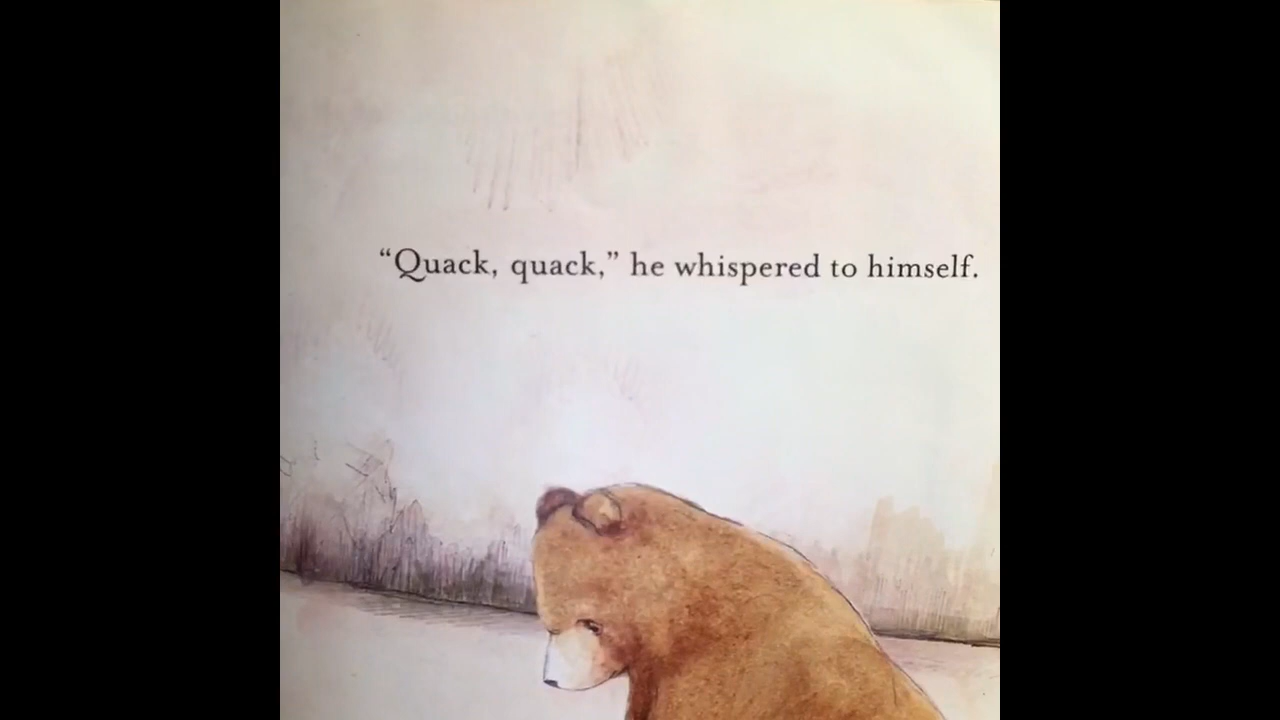 “Quack, quack,” he whispered to himself.